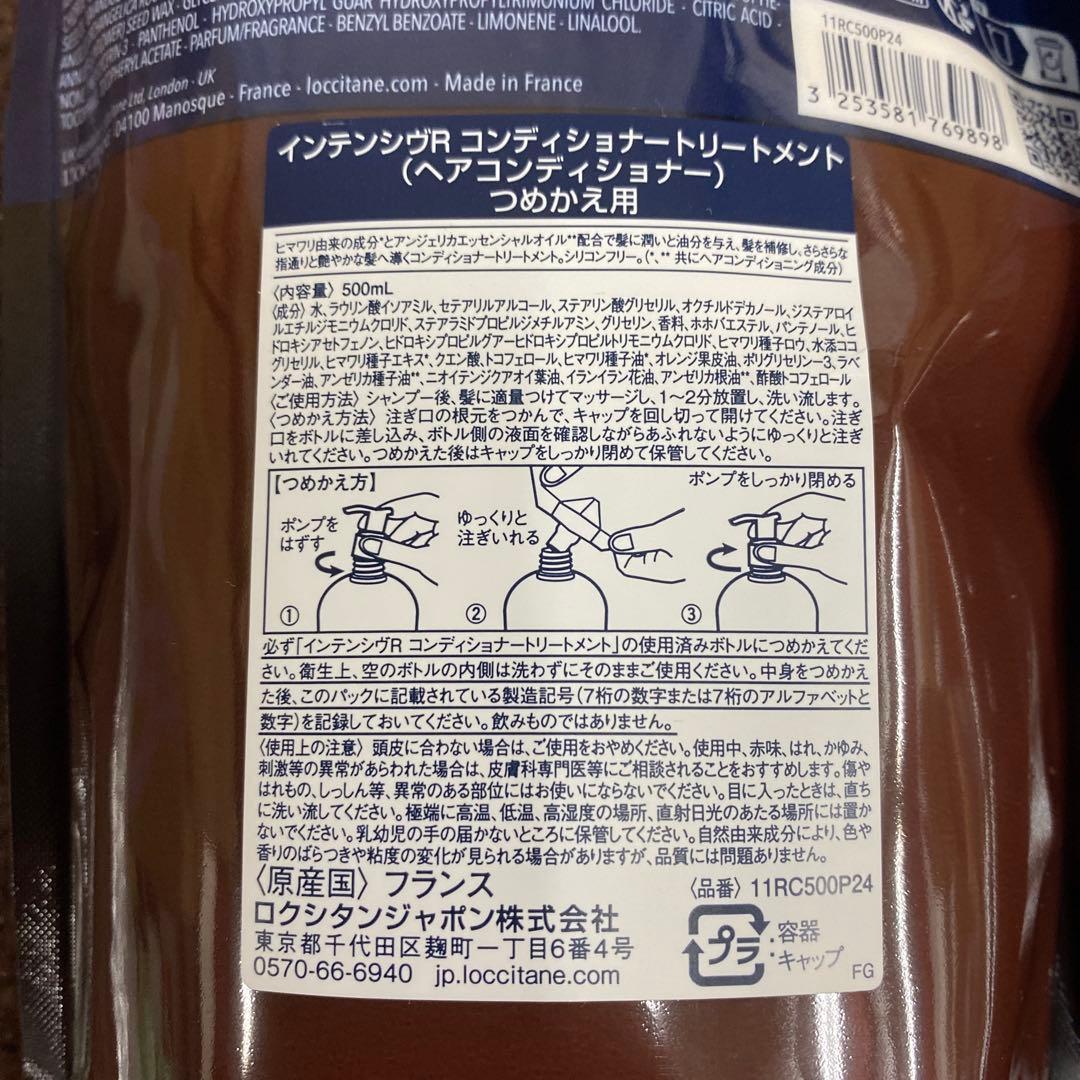 SEED WAX · GLYC
HYDROXYPROPYL GUAR HYDROXYPROPYLTRIMONIUM CHLORIDE · CITRIC ACID ·
3 · PANTHENOL ·
ACETATE · PARFUM/FRAGRANCE · BENZYL BENZOATE · LIMONENE · LINALOOL.
Ltd, London · UK
04100 Manosque · France · loccitane.com · Made in France
11RC500P24
3 253581 769898
インテンシヴR コンディショナートリートメント
(ヘアコンディショナー)
つめかえ用
ヒマワリ由来の成分*とアンジェリカエッセンシャルオイル**配合で髪に潤いと油分を与え、髪を補修し、さらさらな
指通りと艶やかな髪へ導くコンディショナートリートメント。シリコンフリー。(*、** 共にヘアコンディショニング成分)
〈内容量〉 500mL
〈成分〉 水、ラウリン酸イソアミル、セテアリルアルコール、ステアリン酸グリセリル、オクチルドデカノール、ジステアロイ
ルエチルジモニウムクロリド、ステアラミドプロピルジメチルアミン、グリセリン、香料、ホホバエステル、パンテノール、ヒ
ドロキシアセトフェノン、ヒドロキシプロピルグアーヒドロキシプロピルトリモニウムクロリド、ヒマワリ種子ロウ、水添ココ
グリセリル、ヒマワリ種子エキス*、クエン酸、トコフェロール、ヒマワリ種子油*、オレンジ果皮油、ポリグリセリン-3、ラベ
ンダー油、アンゼリカ種子油**、ニオイテンジクアオイ葉油、イランイラン花油、アンゼリカ根油**、酢酸トコフェロール
〈ご使用方法〉 シャンプー後、髪に適量つけてマッサージし、1〜2分放置し、洗い流します。
〈つめかえ方法〉 注ぎ口の根元をつかんで、キャップを回し切って開けてください。注ぎ
口をボトルに差し込み、ボトル側の液面を確認しながらあふれないようにゆっくりと注ぎ
いれてください。つめかえた後はキャップをしっかり閉めて保管してください。
【つめかえ方】
ポンプを
はずす
①
ゆっくりと
注ぎいれる
②
ポンプをしっかり閉める
③
必ず「インテンシヴR コンディショナートリートメント」の使用済みボトルにつめかえてくだ
さい。衛生上、空のボトルの内側は洗わずにそのままご使用ください。中身をつめかえ
た後、このパックに記載されている製造記号(7桁の数字または7桁のアルファベットと
数字)を記録しておいてください。飲みものではありません。
〈使用上の注意〉 頭皮に合わない場合は、ご使用をおやめください。使用中、赤味、はれ、かゆみ、
刺激等の異常があらわれた場合は、皮膚科専門医等にご相談されることをおすすめします。傷や
はれもの、しっしん等、異常のある部位にはお使いにならないでください。目に入ったときは、直ち
に洗い流してください。極端に高温、低温、高湿度の場所、直射日光のあたる場所には置か
ないでください。乳幼児の手の届かないところに保管してください。自然由来成分により、色や
香りのばらつきや粘度の変化が見られる場合がありますが、品質には問題ありません。
〈原産国〉 フランス
〈品番〉 11RC500P24
ロクシタンジャポン株式会社
東京都千代田区麹町一丁目6番4号
0570-66-6940 jp.loccitane.com
プラ
:容器
キャップ
FG